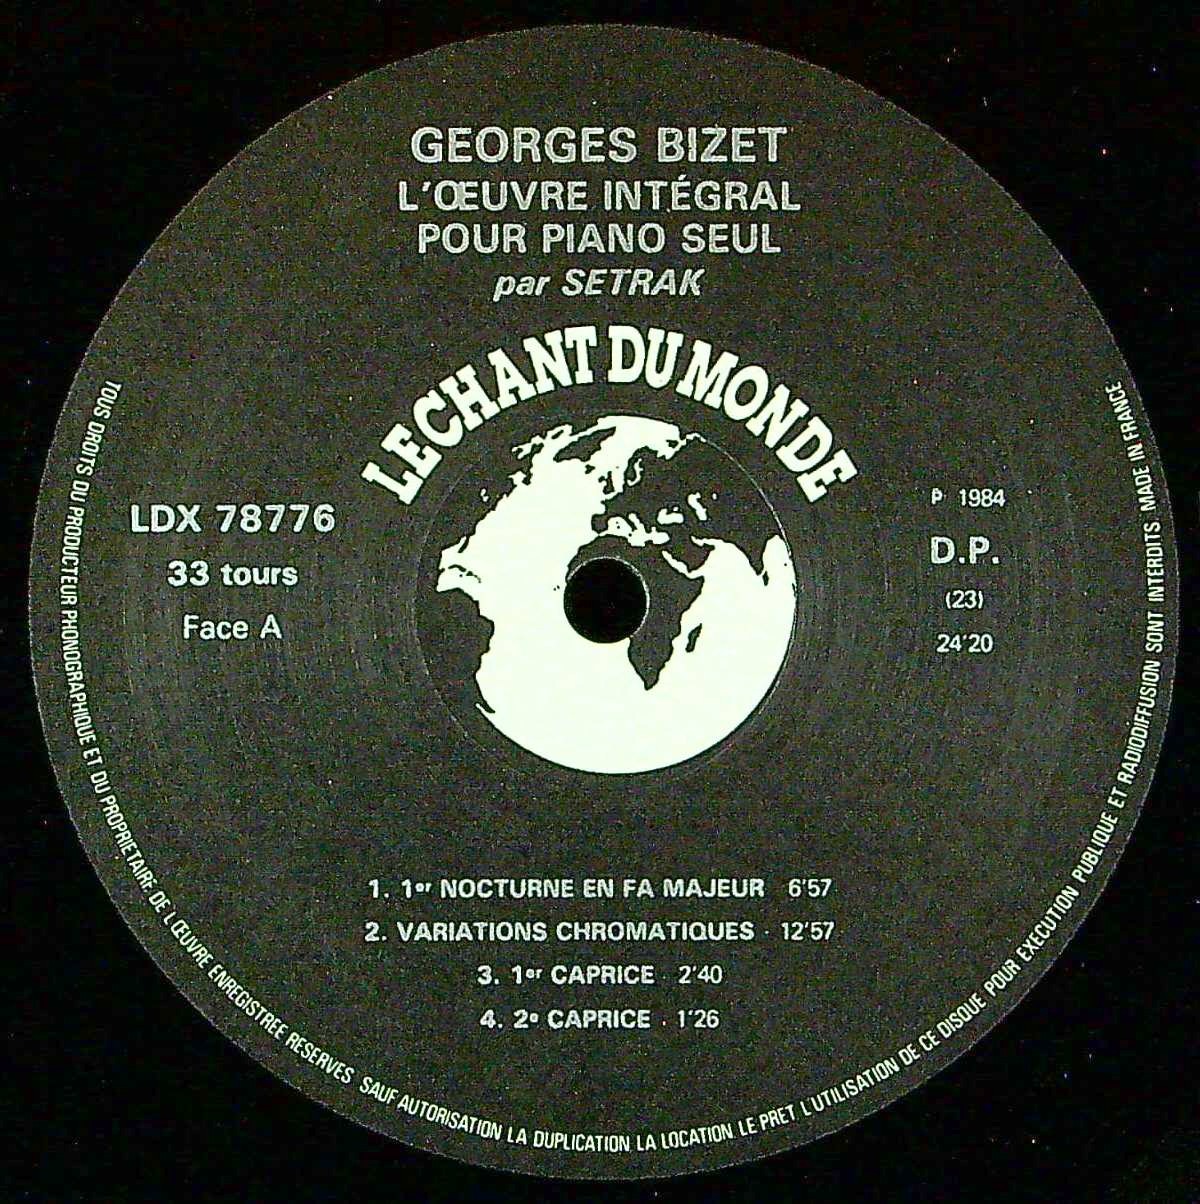 GEORGES BIZET
L'ŒUVRE INTÉGRAL
POUR PIANO SEUL
par SETRAK
LE CHANT DU MONDE
LDX 78776
33 tours
Face A
P 1984
D.P.
(23)
24'20
1. 1er NOCTURNE EN FA MAJEUR 6'57
2. VARIATIONS CHROMATIQUES · 12'57
3. 1er CAPRICE · 2'40
4. 2e CAPRICE · 1'26
TOUS DROITS DU PRODUCTEUR PHONOGRAPHIQUE ET DU PROPRIETAIRE DE L'ŒUVRE ENREGISTREE RESERVES SAUF AUTORISATION LA DUPLICATION LA LOCATION LE PRET L'UTILISATION DE CE DISQUE POUR EXECUTION PUBLIQUE ET RADIODIFFUSION SONT INTERDITS MADE IN FRANCE